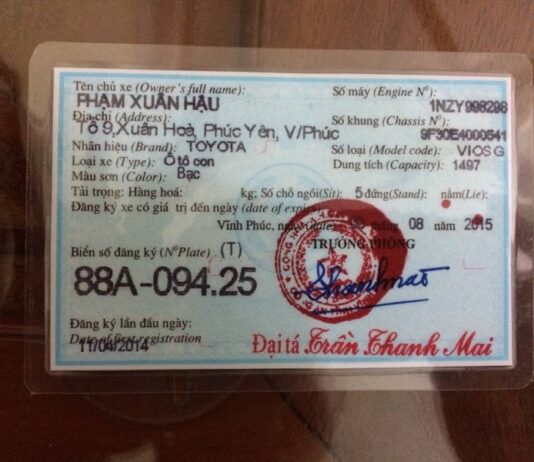 Tên chủ xe (Owner's full name): Số máy (Engine Nº):
PHẠM XUÂN HẬU 1NZY998298
Địa chỉ (Address): Số khung (Chassis Nº):
Tổ 9,Xuân Hoà, Phúc Yên, V/Phúc 9F30E4000541
Nhãn hiệu (Brand): TOYOTA Số loại (Model code): VIOS G
Loại xe (Type): Ô tô con Dung tích (Capacity): 1497
Màu sơn (Color): Bạc
Tải trọng: Hàng hoá: kg; Số chỗ ngồi(Sit): 5 đứng(Stand): nằm(Lie):
Đăng ký xe có giá trị đến ngày (date of expiry)
Vĩnh Phúc, ngày (date) tháng 08 năm 2015
TRƯỞNG PHÒNG
Biển số đăng ký (NºPlate) (T)
88A-094.25
Đăng ký lần đầu ngày:
Date of first registration
11/04/2014
Đại tá Trần Thanh Mai